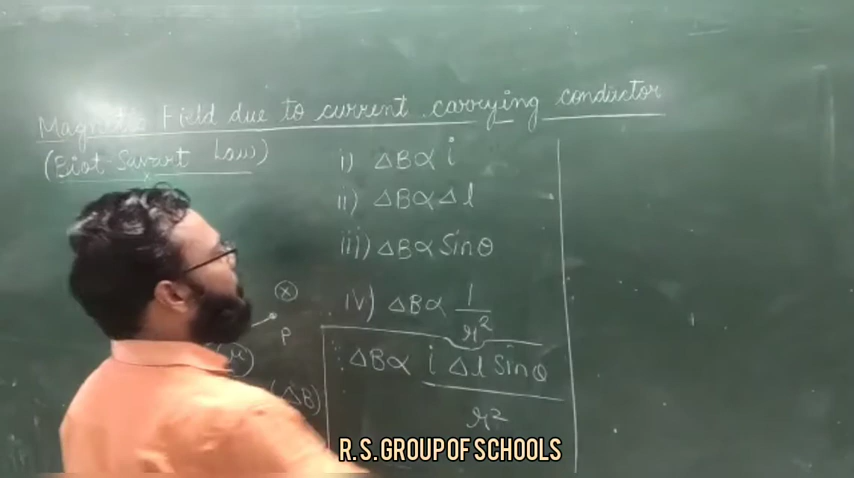 Magnetic Field due to current carrying conductor
(Biot-Savart Law)
i) ΔB∝ i
ii) ΔB∝ Δl
iii) ΔB∝ Sinθ
iv) ΔB∝ 1/r²
∴ ΔB∝ i Δl Sinθ / r²
(x)
P
(ΔB)
R. S. GROUP OF SCHOOLS